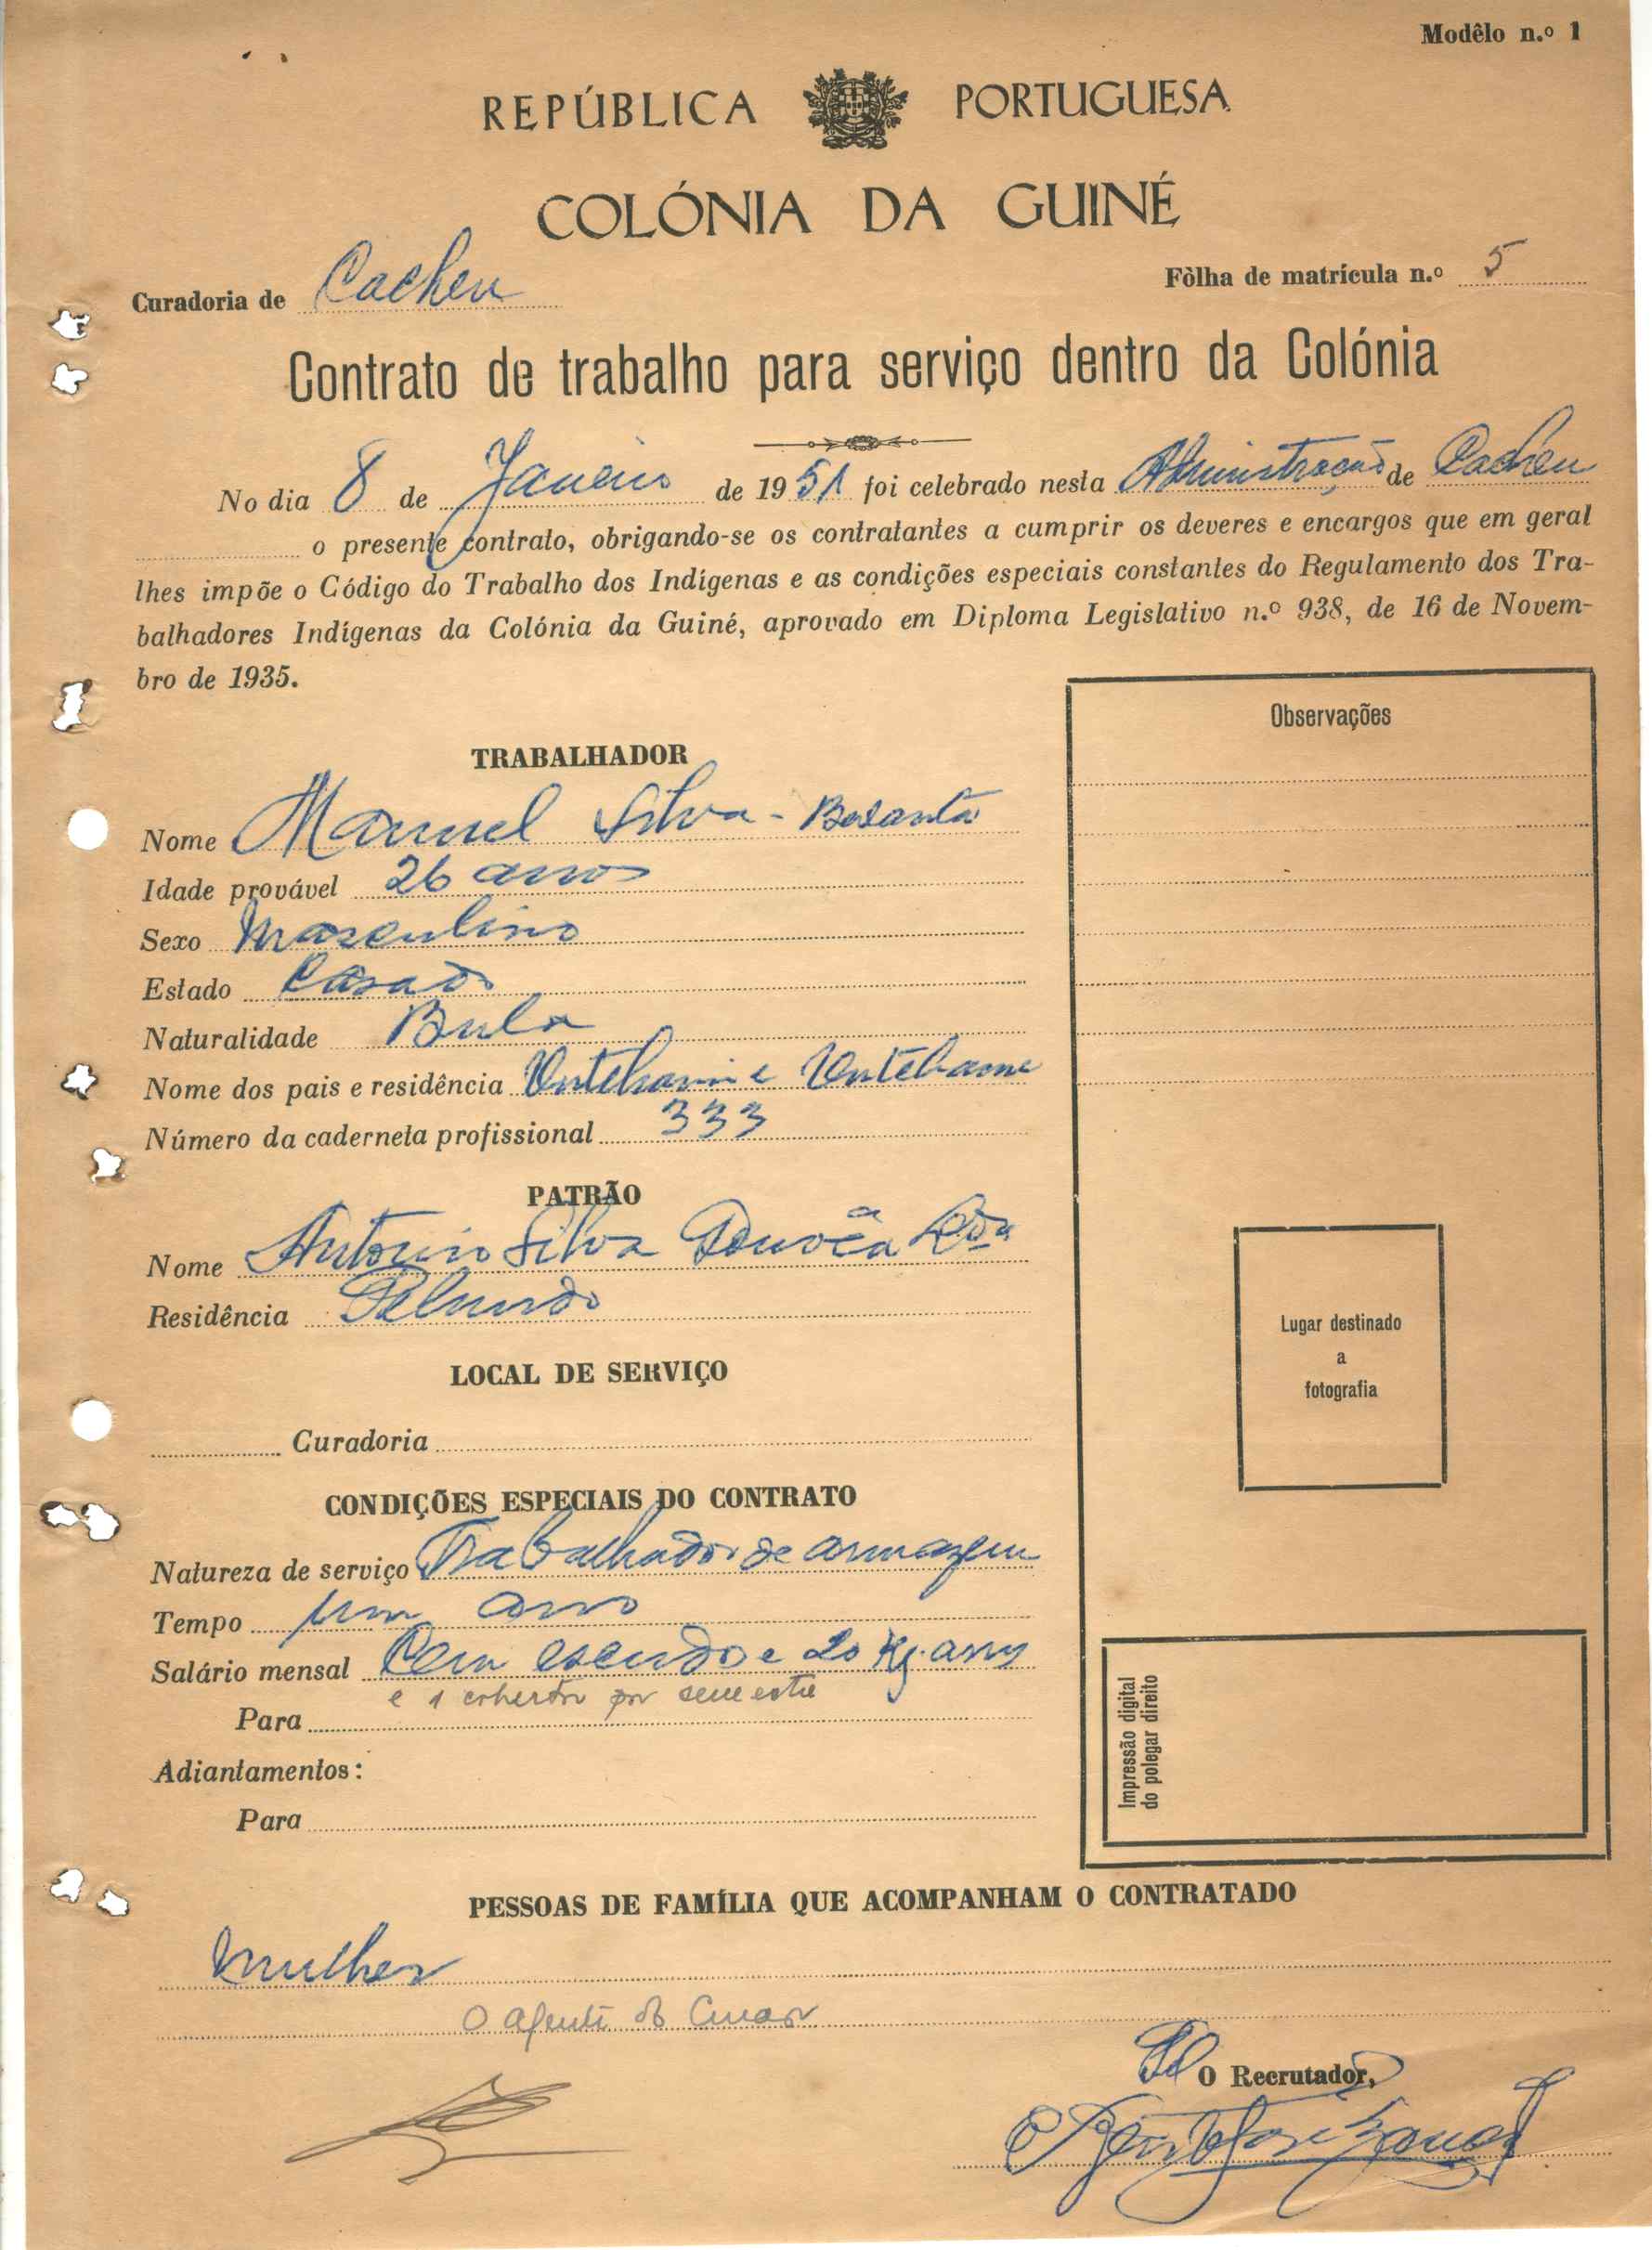 Modêlo n.º 1
REPÚBLICA PORTUGUESA
COLÓNIA DA GUINÉ
Curadoria de Cacheu
Fôlha de matrícula n.º 5
Contrato de trabalho para serviço dentro da Colónia
No dia 8 de Janeiro de 1951 foi celebrado nesta Administração de Cacheu
o presente contrato, obrigando-se os contratantes a cumprir os deveres e encargos que em geral
lhes impõe o Código do Trabalho dos Indígenas e as condições especiais constantes do Regulamento dos Tra-
balhadores Indígenas da Colónia da Guiné, aprovado em Diploma Legislativo n.º 938, de 16 de Novem-
bro de 1935.
Observações
TRABALHADOR
Nome Manuel Silva -
Idade provável 26 anos
Sexo Masculino
Estado Casado
Naturalidade Bula
Nome dos pais e residência
Número da caderneta profissional 333
PATRÃO
Nome António Silva Gouvêa Lda
Residência Pelundo
Lugar destinado
a
fotografia
LOCAL DE SERVIÇO
Curadoria
CONDIÇÕES ESPECIAIS DO CONTRATO
Natureza de serviço Trabalhador de armazem
Tempo um ano
Salário mensal Cem escudos e 20 Kg. arroz
e 1 cobertor por semestre
Para
Adiantamentos:
Para
Impressão digital
do polegar direito
PESSOAS DE FAMÍLIA QUE ACOMPANHAM O CONTRATADO
Mulher
O agente do
O Recrutador,